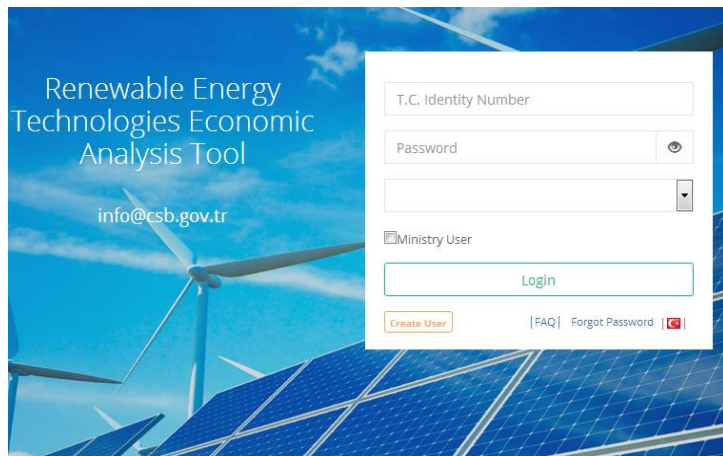 Renewable Energy
Technologies Economic
Analysis Tool
info@csb.gov.tr
T.C. Identity Number
Password
Ministry User
Login
Create User |FAQ| Forgot Password | |